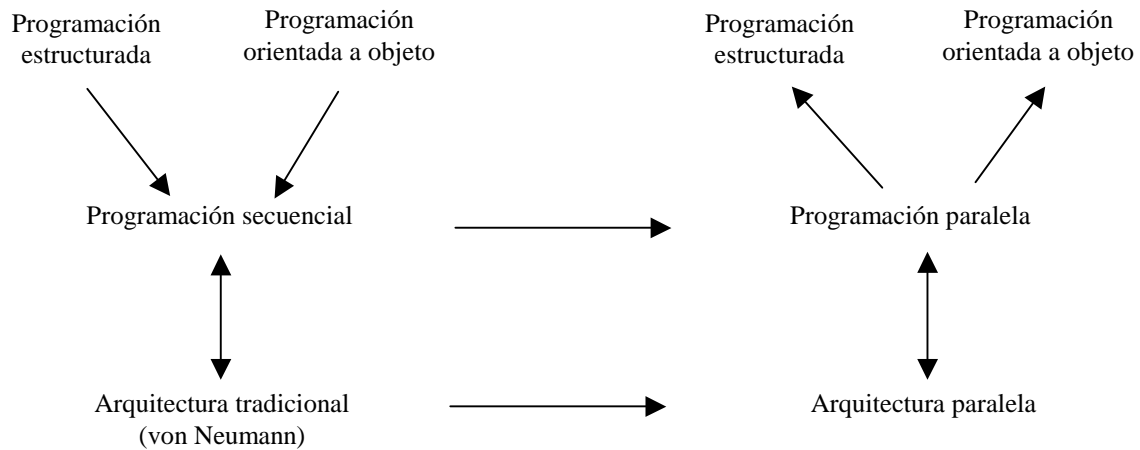 Programación
estructurada
Programación
orientada a objeto
Programación
estructurada
Programación
orientada a objeto
Programación secuencial
Programación paralela
Arquitectura tradicional
(von Neumann)
Arquitectura paralela